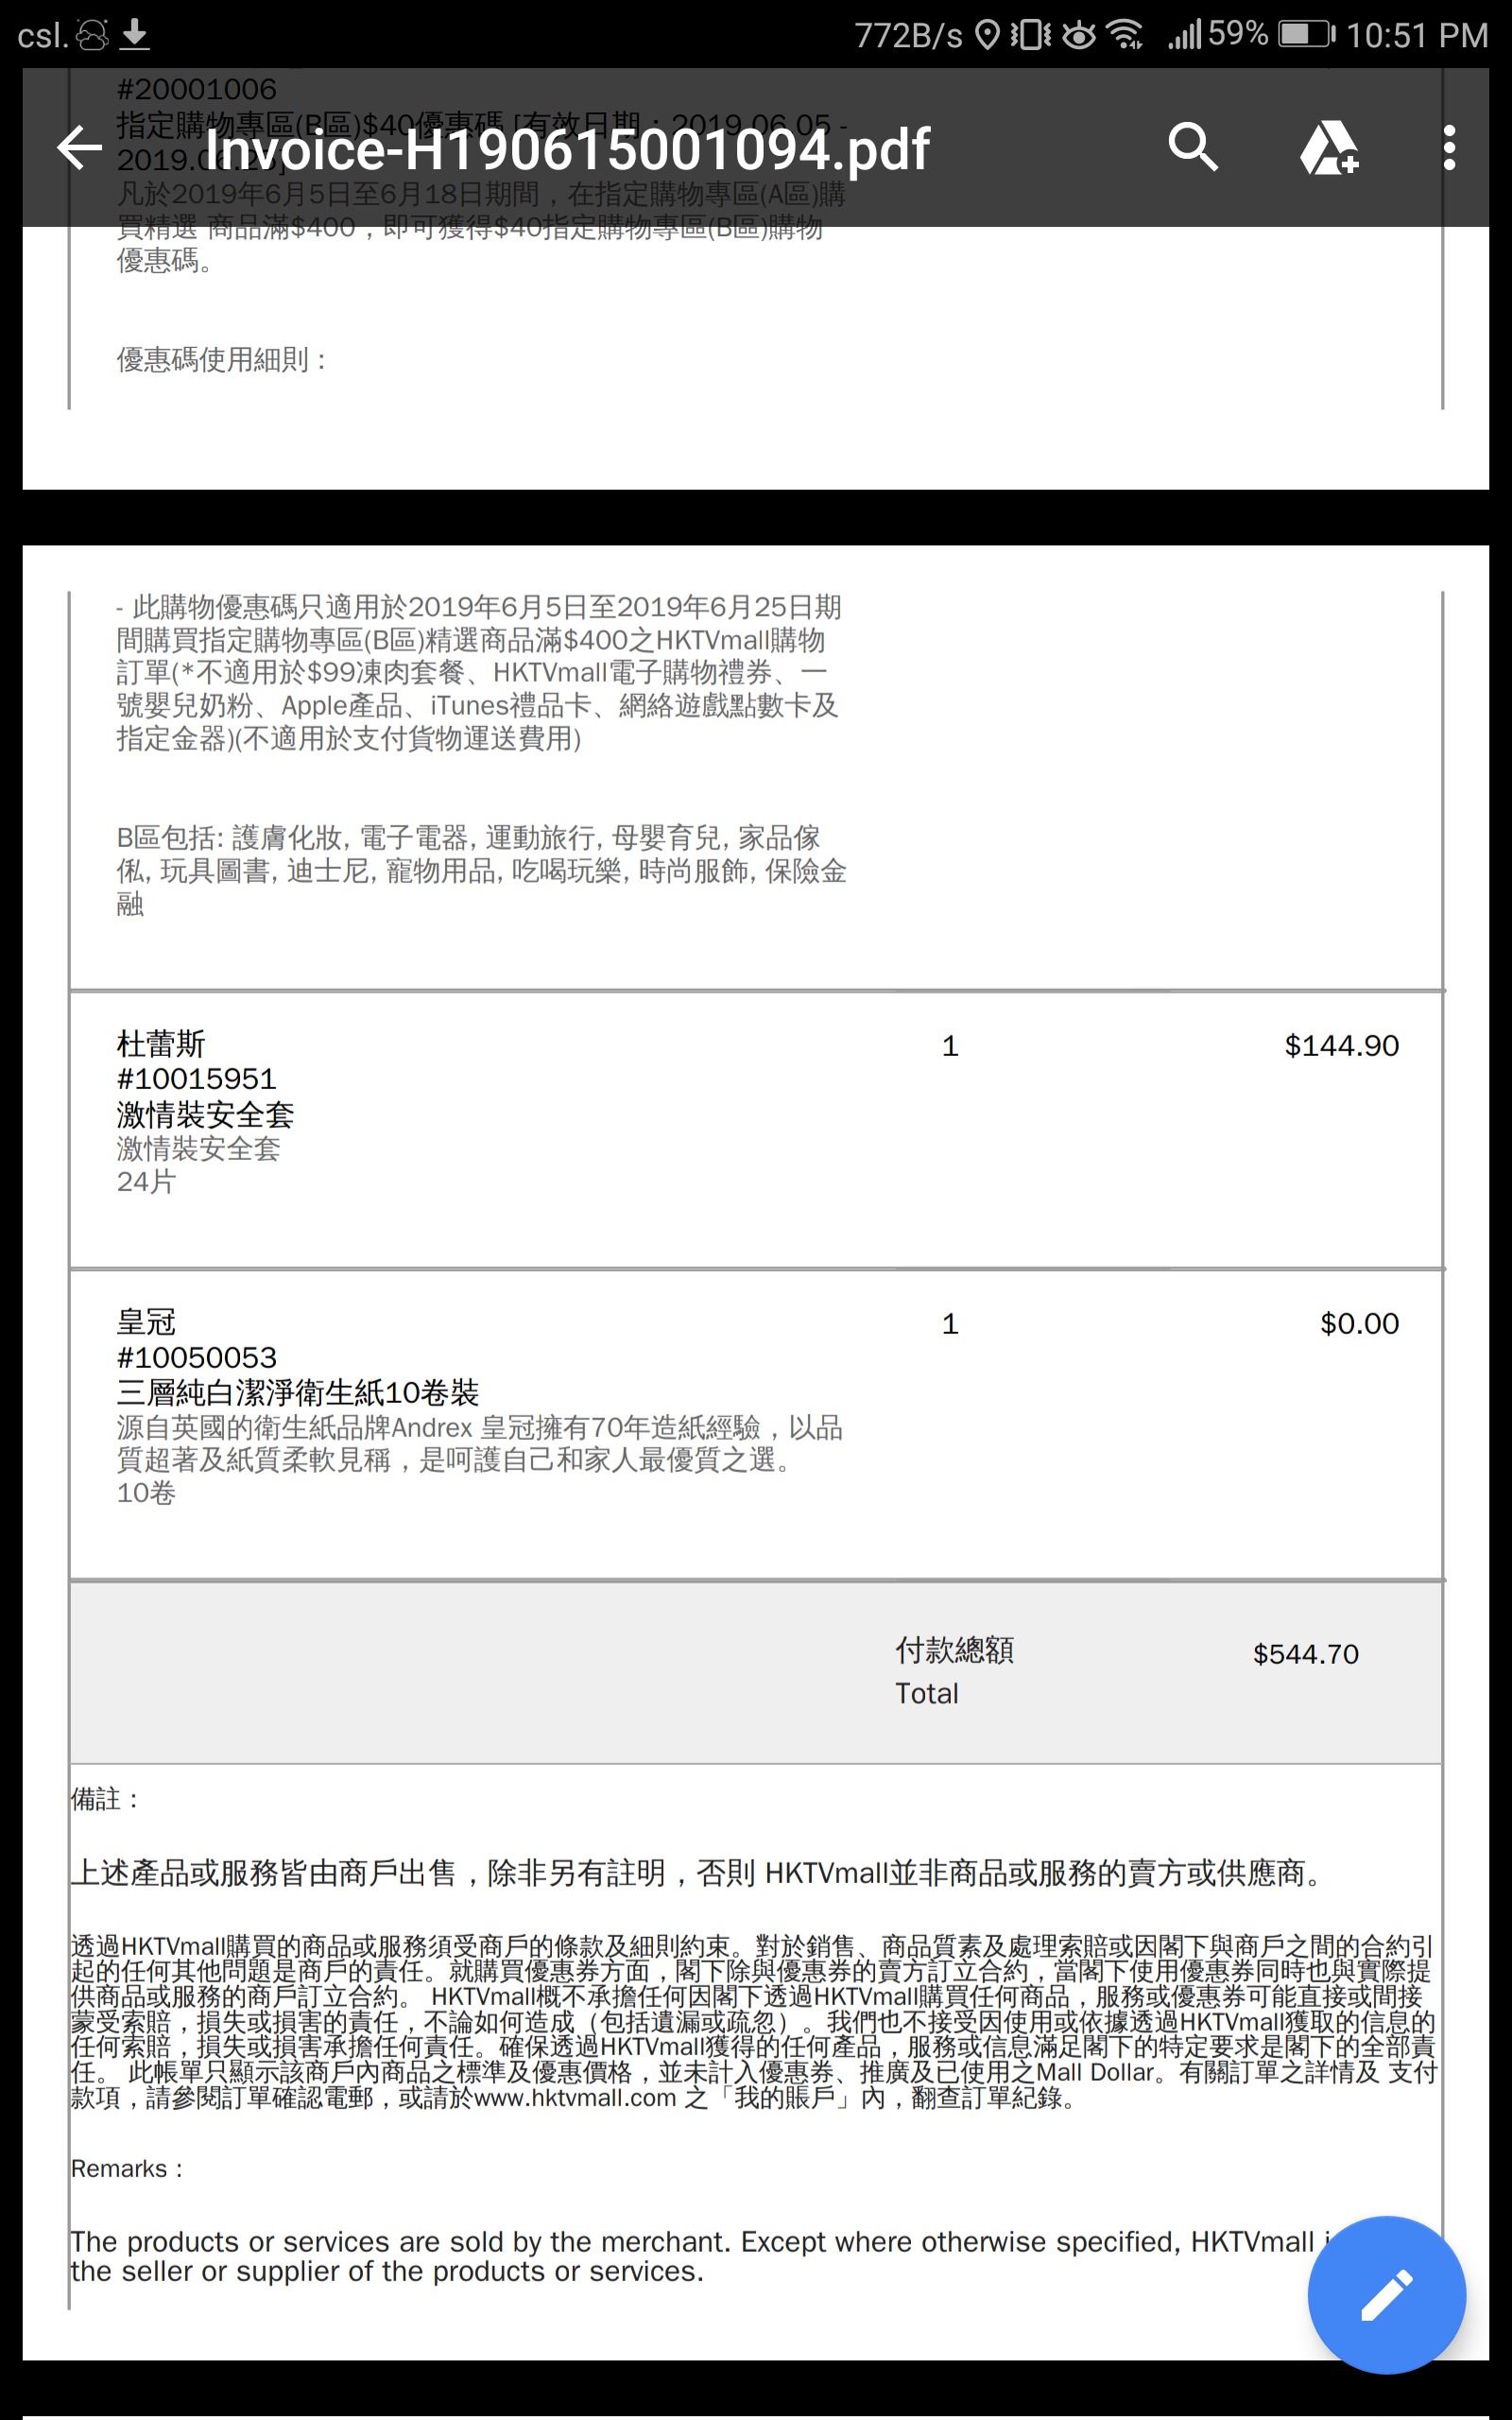 csl.
772B/s
59%
10:51 PM
#20001006
指定購物專區(B區)$40優惠碼 [有效日期：2019.06.05 -
2019.06.25]
Invoice-H190615001094.pdf
凡於2019年6月5日至6月18日期間，在指定購物專區(A區)購
買精選 商品滿$400，即可獲得$40指定購物專區(B區)購物
優惠碼。
優惠碼使用細則：
- 此購物優惠碼只適用於2019年6月5日至2019年6月25日期
間購買指定購物專區(B區)精選商品滿$400之HKTVmall購物
訂單(*不適用於$99凍肉套餐、HKTVmall電子購物禮券、一
號嬰兒奶粉、Apple產品、iTunes禮品卡、網絡遊戲點數卡及
指定金器)(不適用於支付貨物運送費用)
B區包括: 護膚化妝, 電子電器, 運動旅行, 母嬰育兒, 家品傢
俬, 玩具圖書, 迪士尼, 寵物用品, 吃喝玩樂, 時尚服飾, 保險金
融
杜蕾斯 1 $144.90
#10015951
激情裝安全套
激情裝安全套
24片
皇冠 1 $0.00
#10050053
三層純白潔淨衛生紙10卷裝
源自英國的衛生紙品牌Andrex 皇冠擁有70年造紙經驗，以品
質超著及紙質柔軟見稱，是呵護自己和家人最優質之選。
10卷
付款總額 $544.70
Total
備註：
上述產品或服務皆由商戶出售，除非另有註明，否則 HKTVmall並非商品或服務的賣方或供應商。
透過HKTVmall購買的商品或服務須受商戶的條款及細則約束。對於銷售、商品質素及處理索賠或因閣下與商戶之間的合約引
起的任何其他問題是商戶的責任。就購買優惠券方面，閣下除與優惠券的賣方訂立合約，當閣下使用優惠券同時也與實際提
供商品或服務的商戶訂立合約。 HKTVmall概不承擔任何因閣下透過HKTVmall購買任何商品，服務或優惠券可能直接或間接
蒙受索賠，損失或損害的責任，不論如何造成（包括遺漏或疏忽）。我們也不接受因使用或依據透過HKTVmall獲取的信息的
任何索賠，損失或損害承擔任何責任。確保透過HKTVmall獲得的任何產品，服務或信息滿足閣下的特定要求是閣下的全部責
任。 此帳單只顯示該商戶內商品之標準及優惠價格，並未計入優惠券、推廣及已使用之Mall Dollar。有關訂單之詳情及 支付
款項，請參閱訂單確認電郵，或請於www.hktvmall.com 之「我的賬戶」內，翻查訂單紀錄。
Remarks :
The products or services are sold by the merchant. Except where otherwise specified, HKTVmall
the seller or supplier of the products or services.